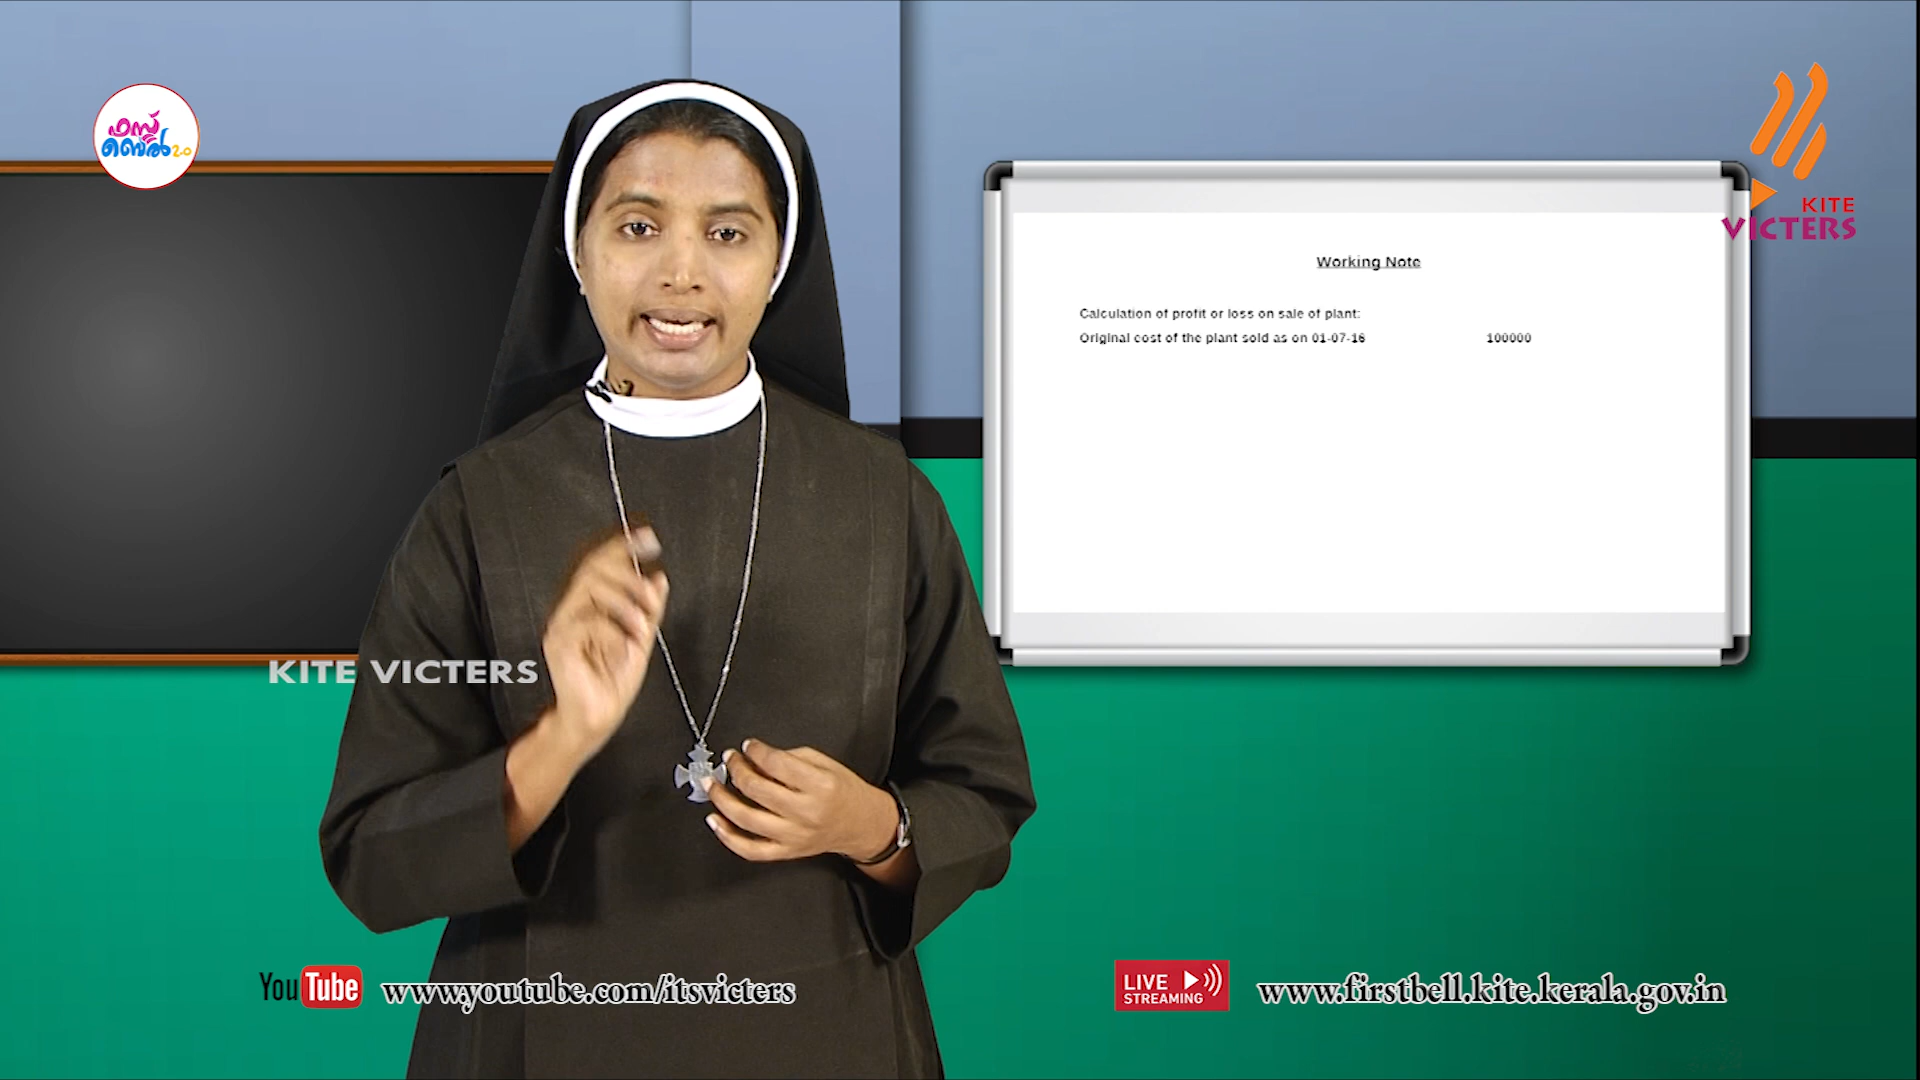 ഫസ്റ്റ്
ബെൽ 2.0
KITE
VICTERS
Working Note
Calculation of profit or loss on sale of plant:
Original cost of the plant sold as on 01-07-16 100000
KITE VICTERS
YouTube www.youtube.com/itsvicters
LIVE
STREAMING
www.firstbell.kite.kerala.gov.in